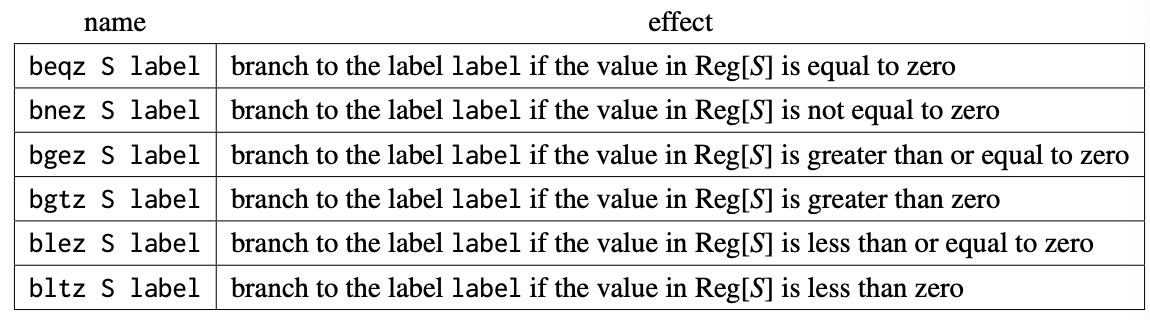 name effect
beqz S label branch to the label label if the value in Reg[S] is equal to zero
bnez S label branch to the label label if the value in Reg[S] is not equal to zero
bgez S label branch to the label label if the value in Reg[S] is greater than or equal to zero
bgtz S label branch to the label label if the value in Reg[S] is greater than zero
blez S label branch to the label label if the value in Reg[S] is less than or equal to zero
bltz S label branch to the label label if the value in Reg[S] is less than zero